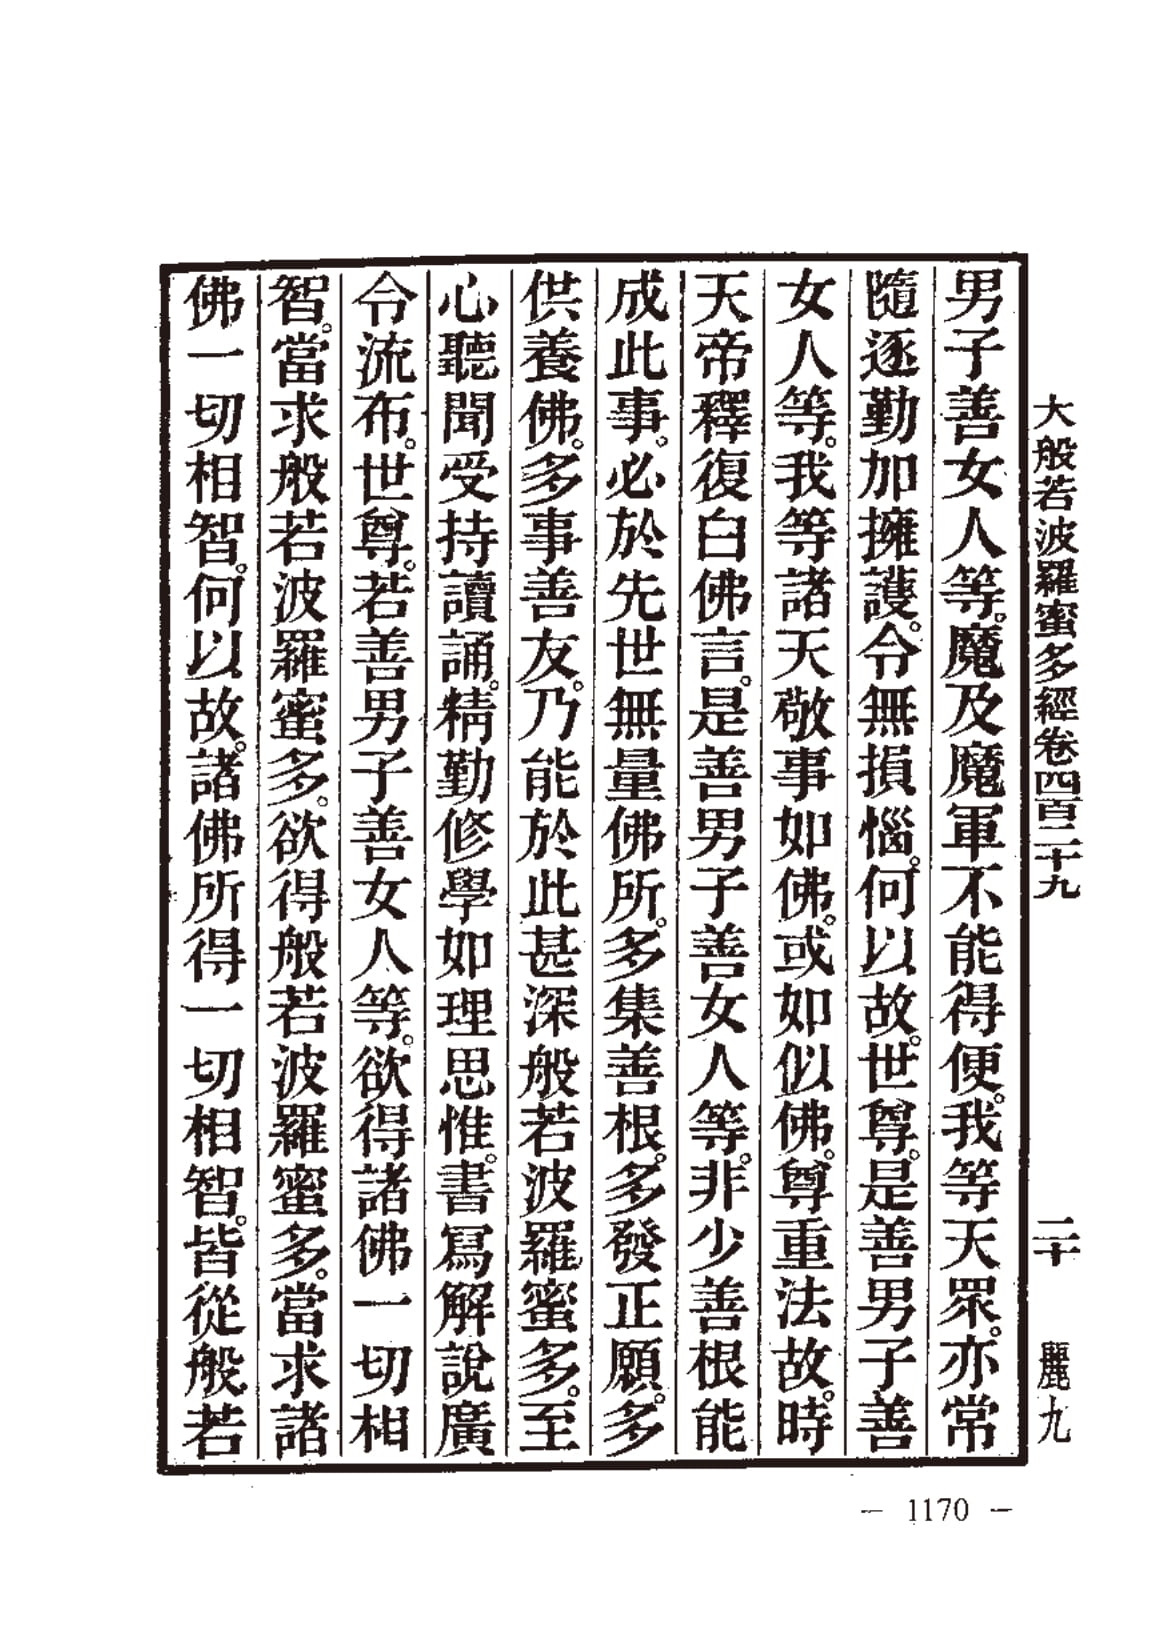 大般若波羅蜜多經卷四百二十九 二十 麗九
男子善女人等。魔及魔軍不能得便。我等天眾。亦常
隨逐勤加擁護。令無損惱。何以故。世尊。是善男子善
女人等。我等諸天敬事如佛。或如似佛。尊重法故。時
天帝釋復白佛言。是善男子善女人等。非少善根能
成此事。必於先世無量佛所。多集善根。多發正願。多
供養佛。多事善友。乃能於此甚深般若波羅蜜多。至
心聽聞受持讀誦。精勤修學如理思惟。書寫解說廣
令流布。世尊。若善男子善女人等。欲得諸佛一切相
智。當求般若波羅蜜多。欲得般若波羅蜜多。當求諸
佛一切相智。何以故。諸佛所得一切相智。皆從般若
— 1170 —